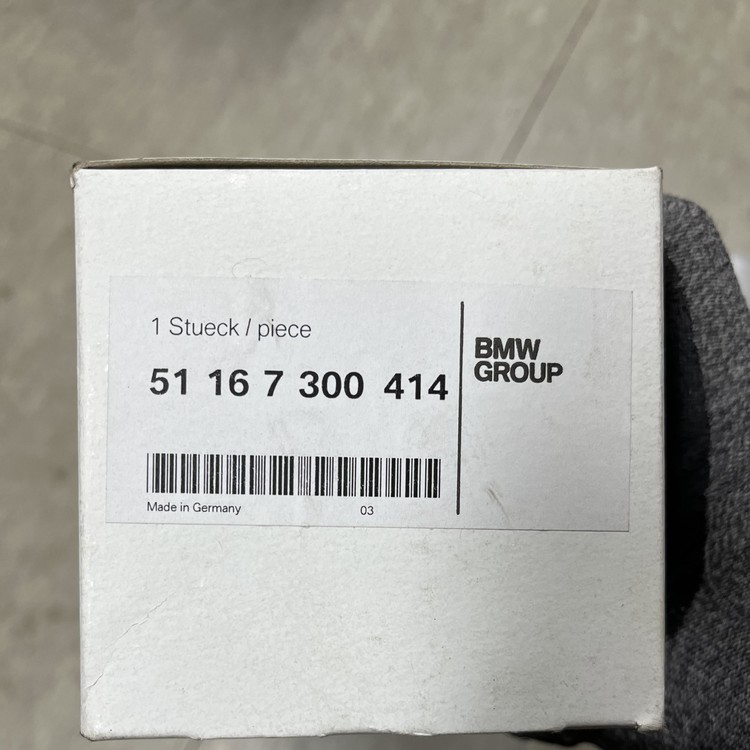 1 Stueck / piece
51 16 7 300 414
BMW
GROUP
Made in Germany
03